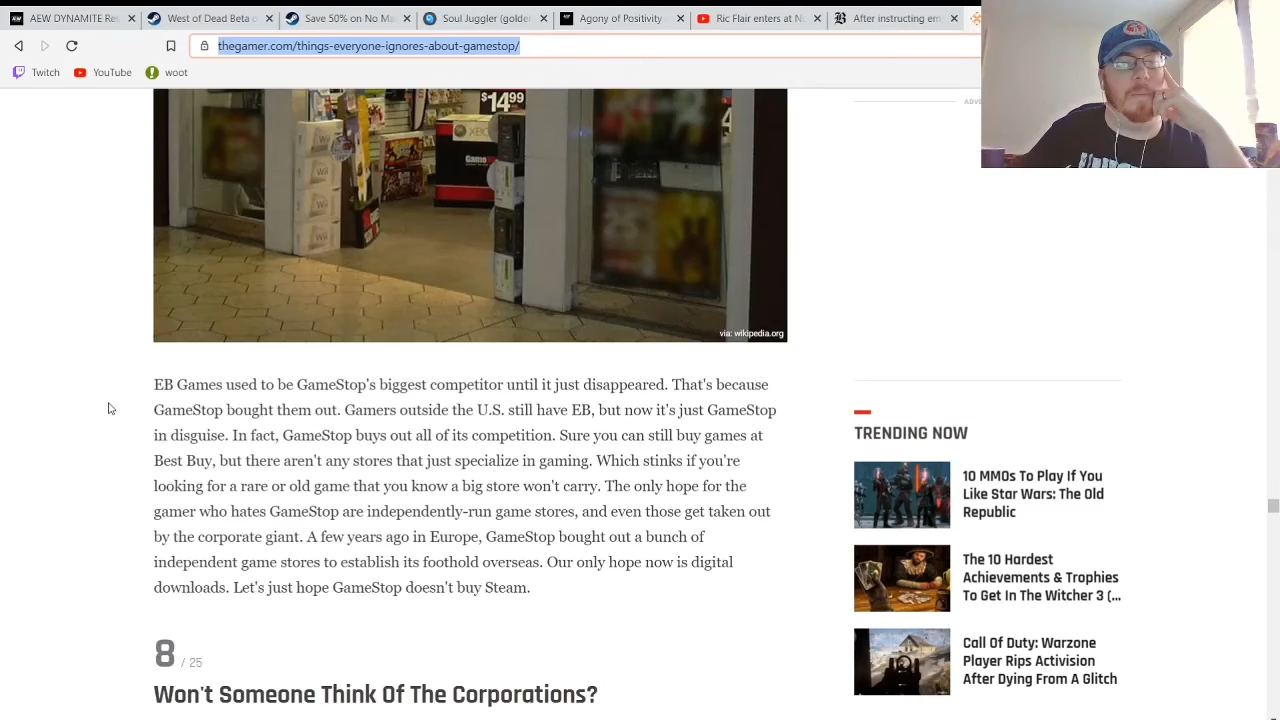 AEW DYNAMITE Res
West of Dead Beta o
Save 50% on No Ma
Soul Juggler (golder
Agony of Positivity
Ric Flair enters at Ni
After instructing em
thegamer.com/things-everyone-ignores-about-gamestop/
Twitch YouTube woot
$14.99
XBOX
Game
Wii
Wii
Wii
via: wikipedia.org
ADVE
EB Games used to be GameStop's biggest competitor until it just disappeared. That's because
GameStop bought them out. Gamers outside the U.S. still have EB, but now it's just GameStop
in disguise. In fact, GameStop buys out all of its competition. Sure you can still buy games at
Best Buy, but there aren't any stores that just specialize in gaming. Which stinks if you're
looking for a rare or old game that you know a big store won't carry. The only hope for the
gamer who hates GameStop are independently-run game stores, and even those get taken out
by the corporate giant. A few years ago in Europe, GameStop bought out a bunch of
independent game stores to establish its foothold overseas. Our only hope now is digital
downloads. Let's just hope GameStop doesn't buy Steam.
8 / 25
Won't Someone Think Of The Corporations?
TRENDING NOW
10 MMOs To Play If You
Like Star Wars: The Old
Republic
The 10 Hardest
Achievements & Trophies
To Get In The Witcher 3 (...
Call Of Duty: Warzone
Player Rips Activision
After Dying From A Glitch